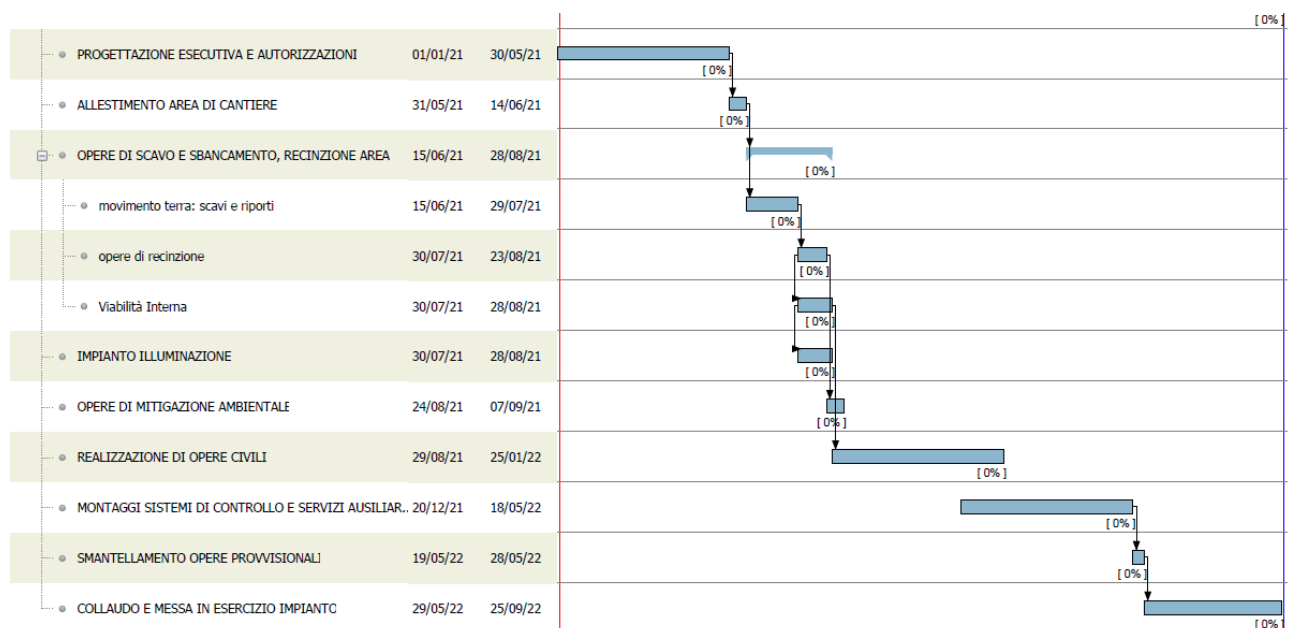 [ 0% ]
PROGETTAZIONE ESECUTIVA E AUTORIZZAZIONI 01/01/21 30/05/21
[ 0% ]
ALLESTIMENTO AREA DI CANTIERE 31/05/21 14/06/21
[ 0% ]
OPERE DI SCAVO E SBANCAMENTO, RECINZIONE AREA 15/06/21 28/08/21
[ 0% ]
movimento terra: scavi e riporti 15/06/21 29/07/21
[ 0% ]
opere di recinzione 30/07/21 23/08/21
[ 0% ]
Viabilità Interna 30/07/21 28/08/21
[ 0% ]
IMPIANTO ILLUMINAZIONE 30/07/21 28/08/21
[ 0% ]
OPERE DI MITIGAZIONE AMBIENTALE 24/08/21 07/09/21
[ 0% ]
REALIZZAZIONE DI OPERE CIVILI 29/08/21 25/01/22
[ 0% ]
MONTAGGI SISTEMI DI CONTROLLO E SERVIZI AUSILIAR.. 20/12/21 18/05/22
[ 0% ]
SMANTELLAMENTO OPERE PROVVISIONALI 19/05/22 28/05/22
[ 0% ]
COLLAUDO E MESSA IN ESERCIZIO IMPIANTO 29/05/22 25/09/22
[ 0% ]